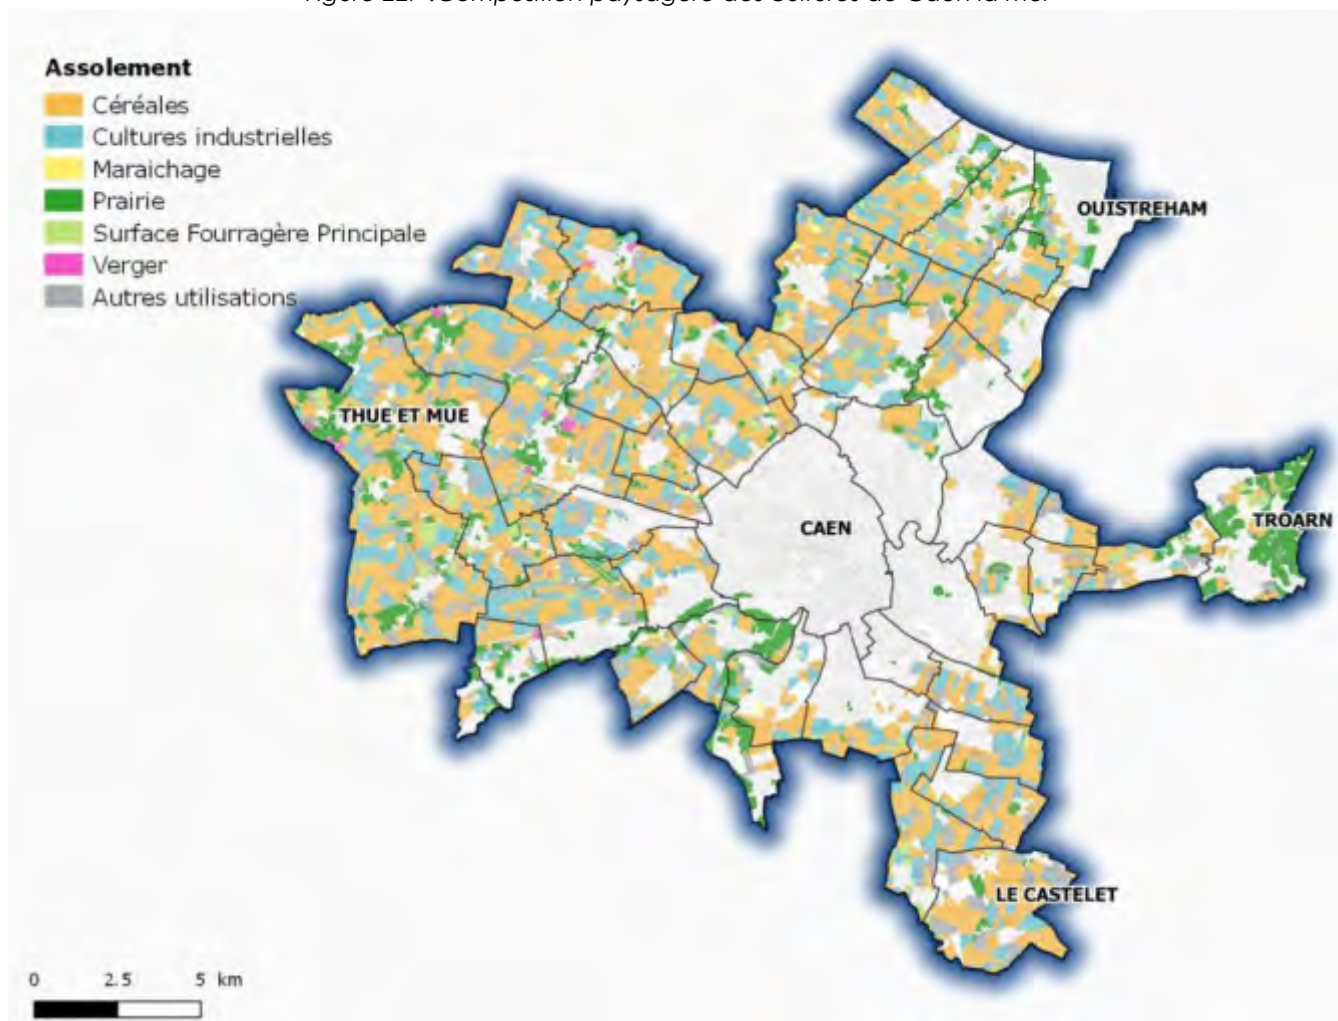 Assolement
Céréales
Cultures industrielles
Maraichage
Prairie
Surface Fourragère Principale
Verger
Autres utilisations
OUISTREHAM
THUE ET MUE
CAEN
TROARN
LE CASTELET
0 2.5 5 km